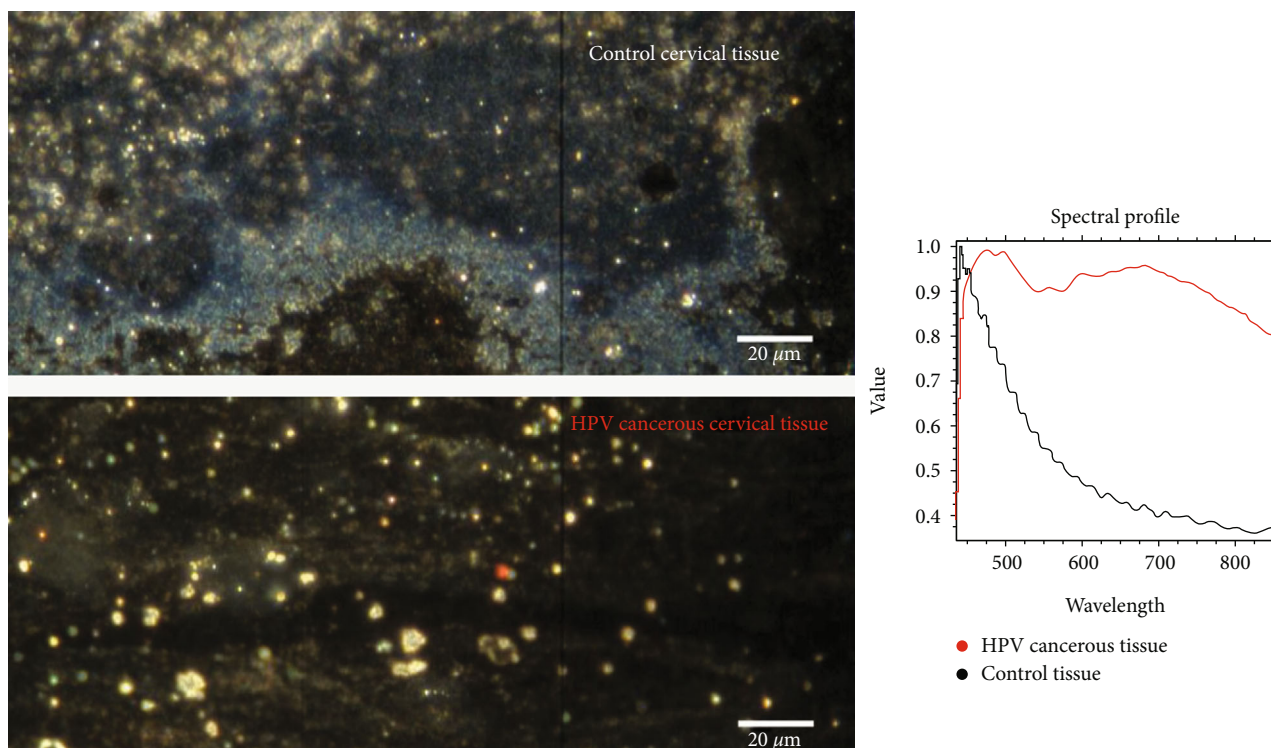 Control cervical tissue
20 μm
HPV cancerous cervical tissue
20 μm
Spectral profile
Value
1.0
0.9
0.8
0.7
0.6
0.5
0.4
500 600 700 800
Wavelength
HPV cancerous tissue
Control tissue